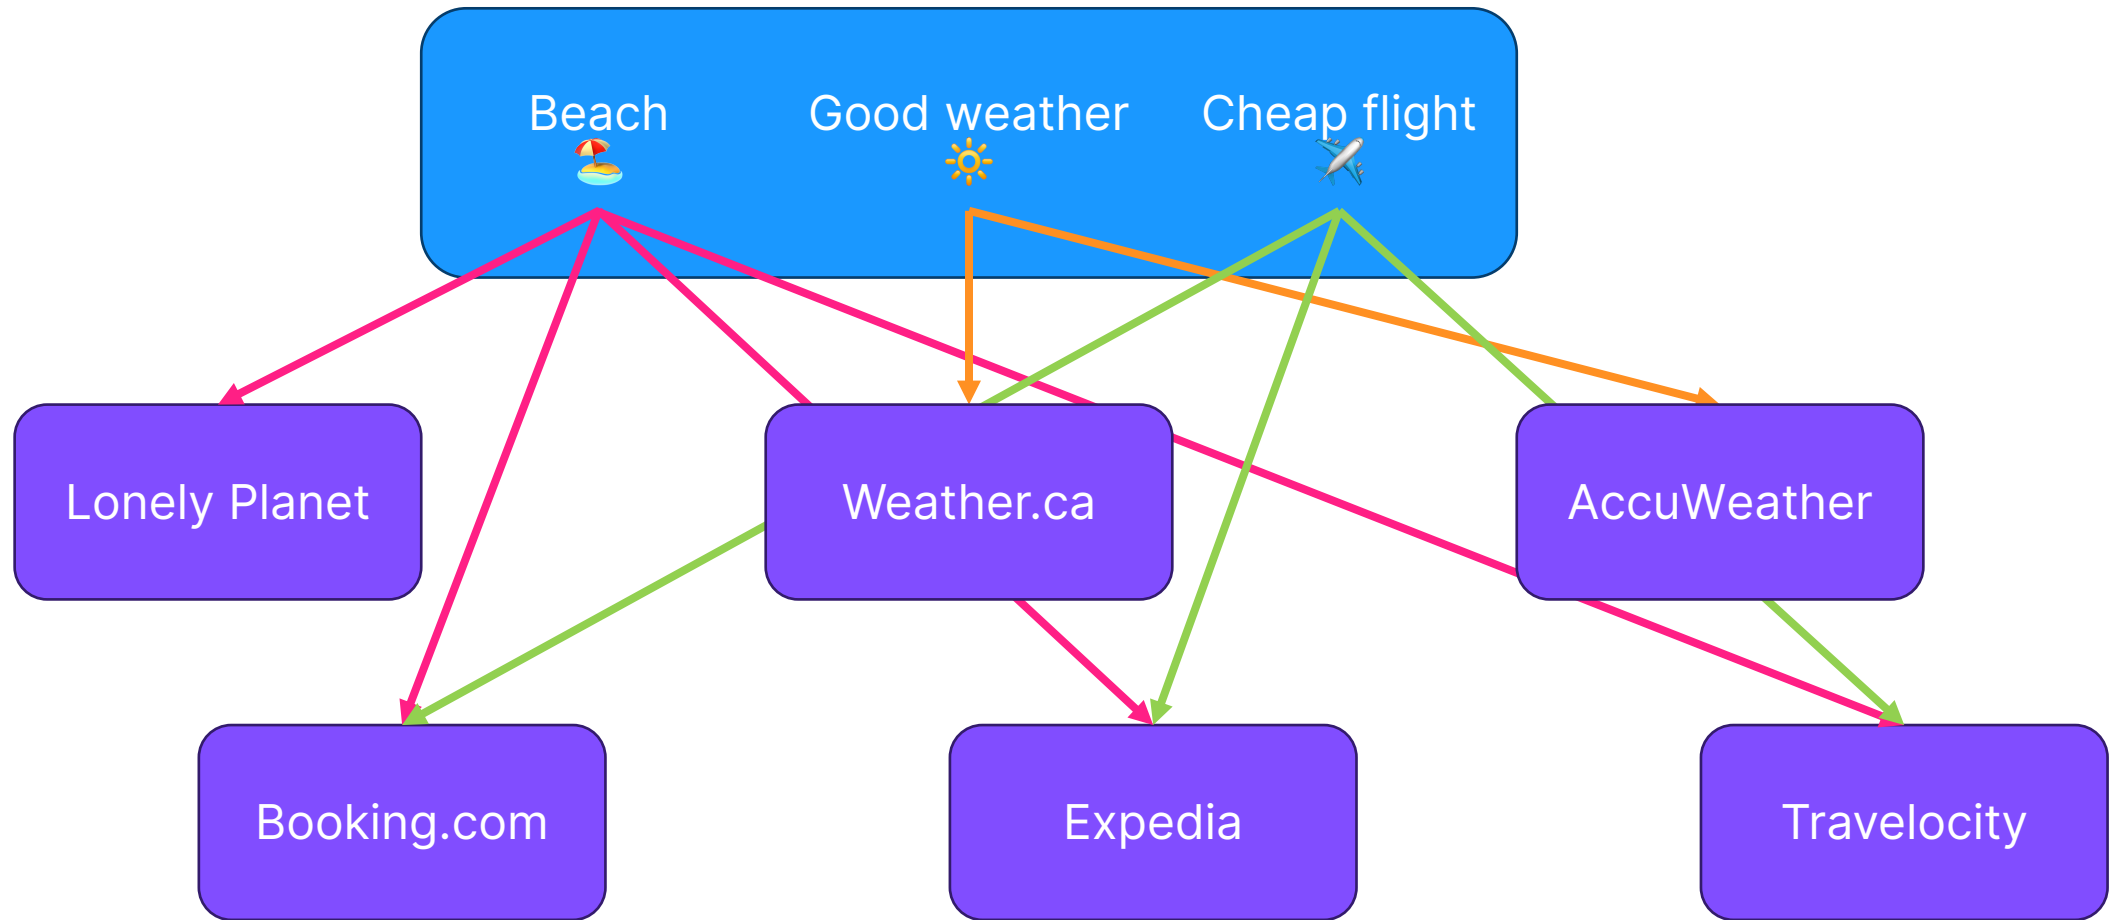 Beach
Good weather
Cheap flight
Lonely Planet
Weather.ca
AccuWeather
Booking.com
Expedia
Travelocity